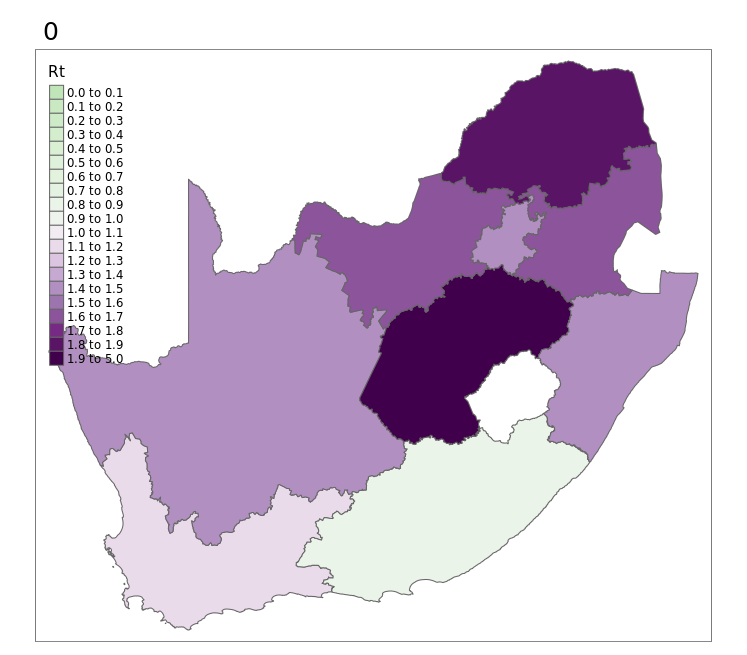 0
Rt
0.0 to 0.1
0.1 to 0.2
0.2 to 0.3
0.3 to 0.4
0.4 to 0.5
0.5 to 0.6
0.6 to 0.7
0.7 to 0.8
0.8 to 0.9
0.9 to 1.0
1.0 to 1.1
1.1 to 1.2
1.2 to 1.3
1.3 to 1.4
1.4 to 1.5
1.5 to 1.6
1.6 to 1.7
1.7 to 1.8
1.8 to 1.9
1.9 to 5.0